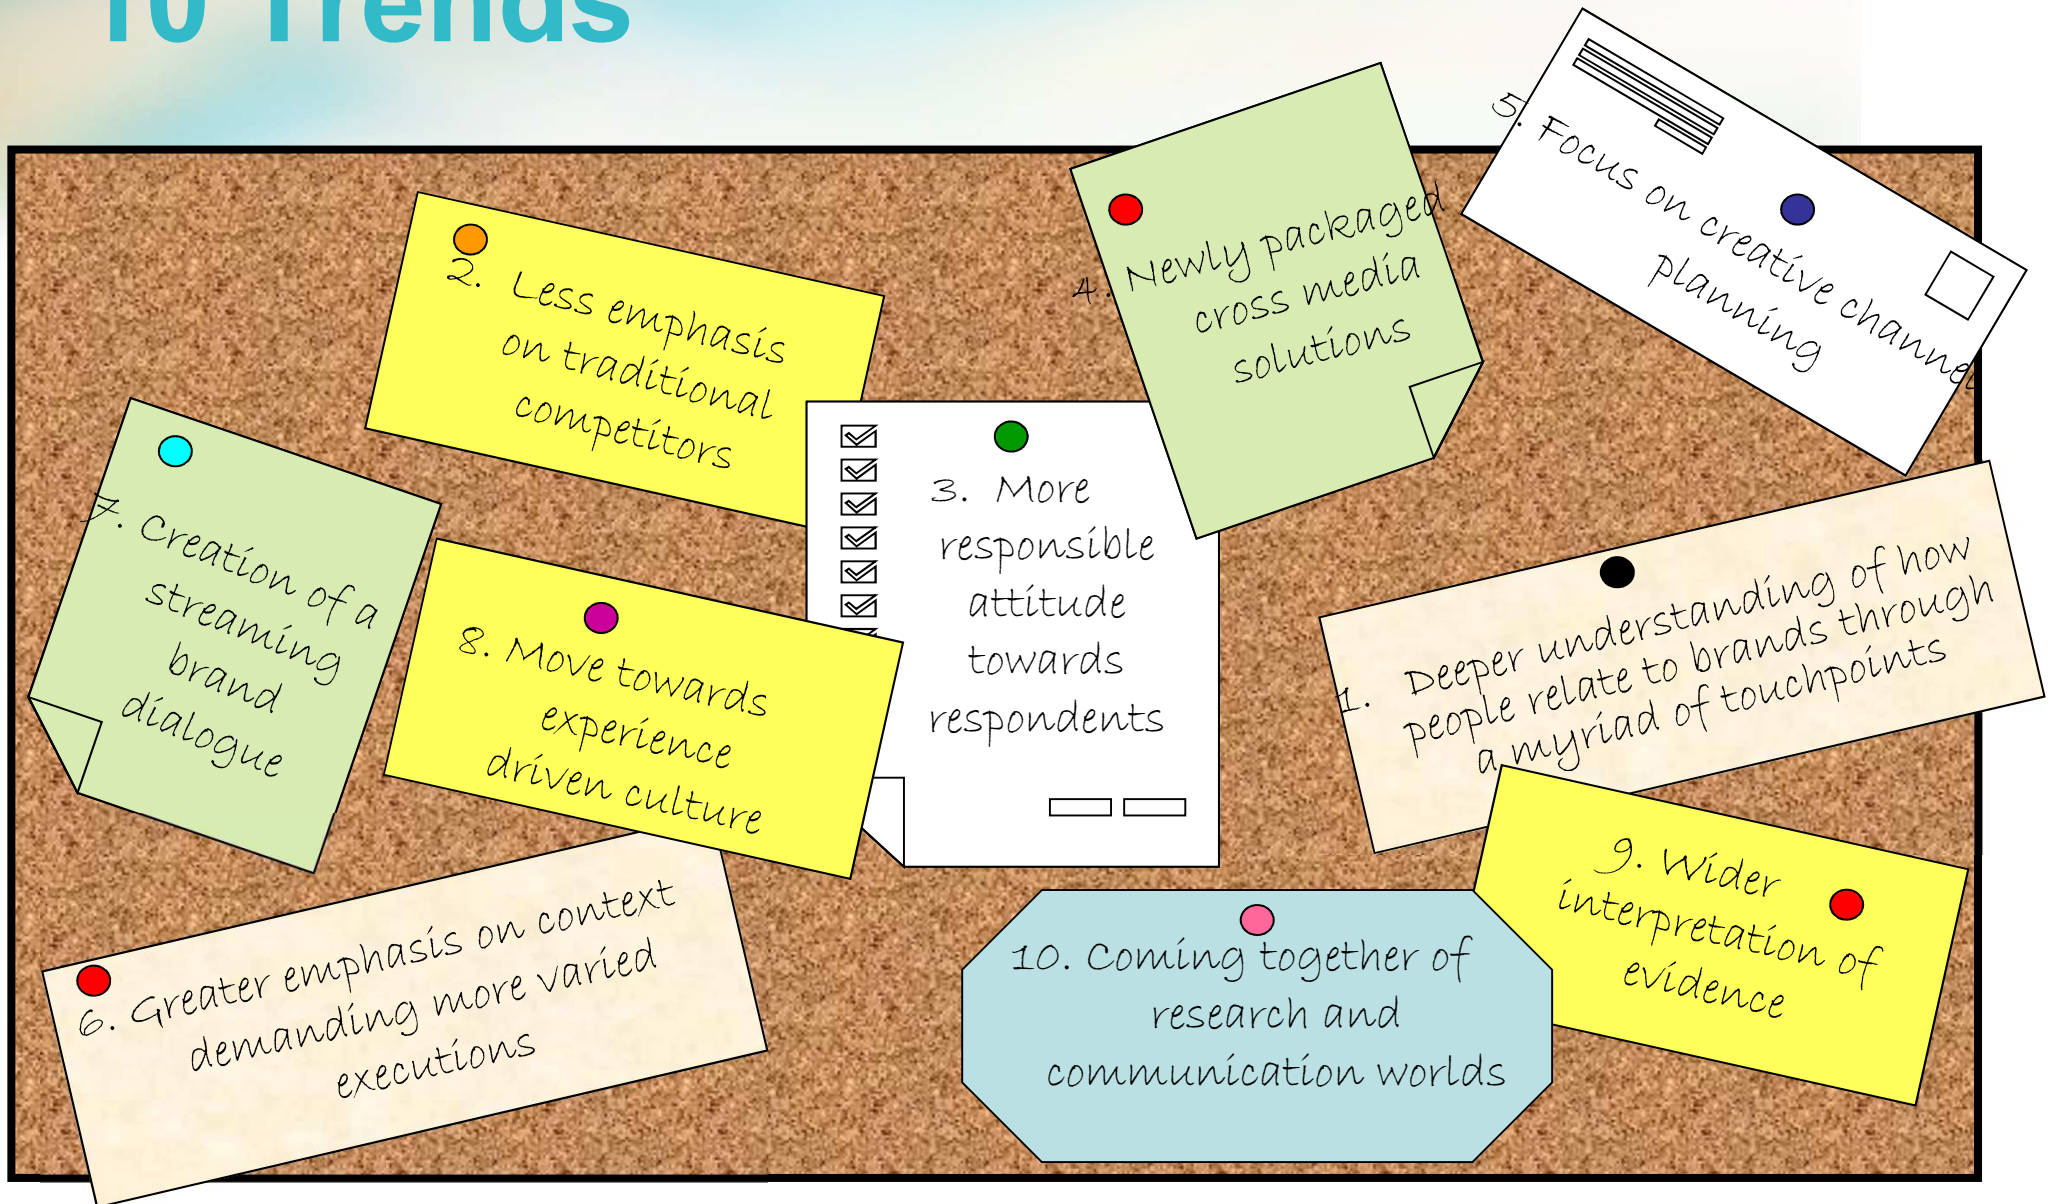 10 Trends
5. Focus on creative channel
planning
4. Newly packaged
cross media
solutions
2. Less emphasis
on traditional
competitors
3. More
responsible
attitude
towards
respondents
7. Creation of a
streaming
brand
dialogue
8. Move towards
experience
driven culture
1. Deeper understanding of how
people relate to brands through
a myriad of touchpoints
9. Wider
interpretation of
evidence
6. Greater emphasis on context
demanding more varied
executions
10. Coming together of
research and
communication worlds